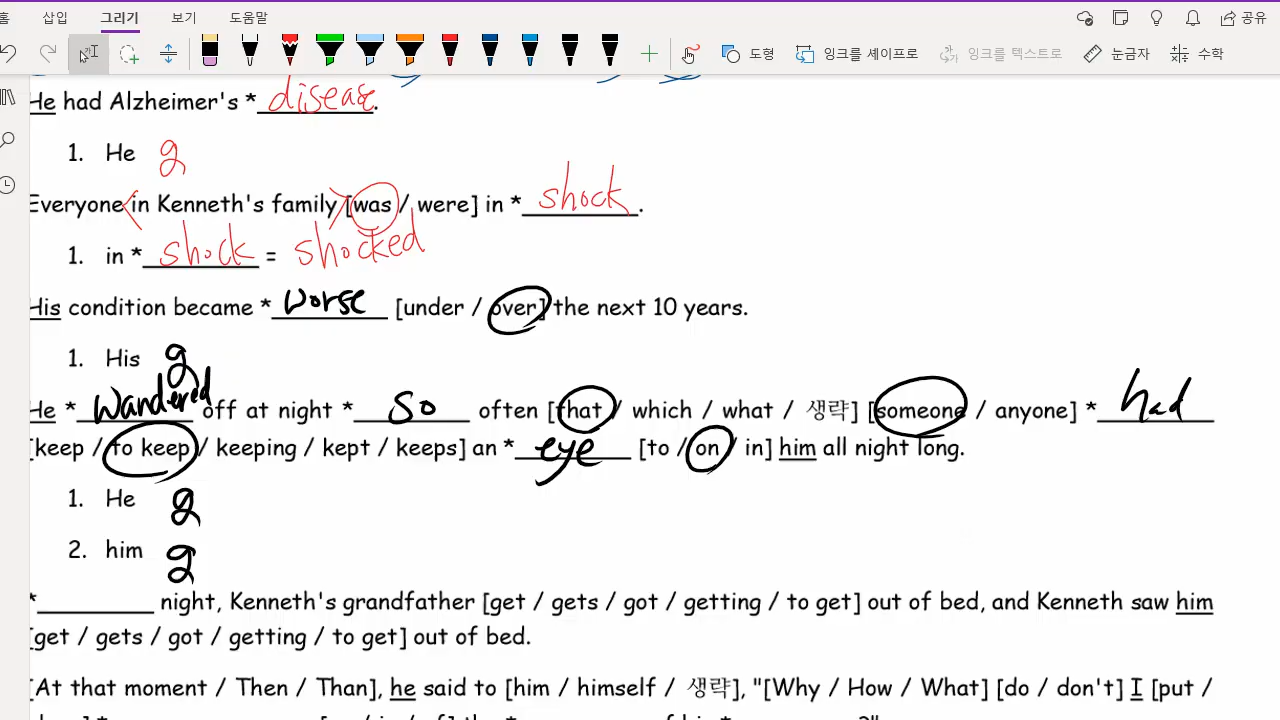 홈 삽입 그리기 보기 도움말 공유
도형 잉크를 셰이프로 잉크를 텍스트로 눈금자 수학
He had Alzheimer's * disease.
1. He g
Everyone in Kenneth's family [was / were] in * shock.
1. in * shock = shocked
His condition became * worse [under / over] the next 10 years.
1. His g
He * wandered off at night * so often [that / which / what / 생략] [someone / anyone] * had
[keep / to keep / keeping / kept / keeps] an * eye [to / on / in] him all night long.
1. He g
2. him g
*__________ night, Kenneth's grandfather [get / gets / got / getting / to get] out of bed, and Kenneth saw him
[get / gets / got / getting / to get] out of bed.
[At that moment / Then / Than], he said to [him / himself / 생략], "[Why / How / What] [do / don't] I [put /